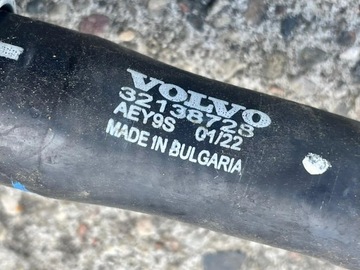 VOLVO
32138728
AEY9S 01/22
MADE IN BULGARIA